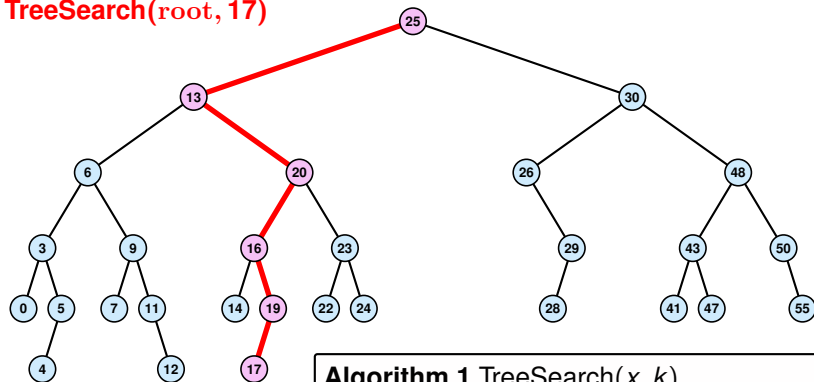 TreeSearch(root, 17)
25
13 30
6 20 26 48
3 9 16 23 29 43 50
0 5 7 11 14 19 22 24 28 41 47 55
4 12 17
Algorithm 1 TreeSearch(x, k)